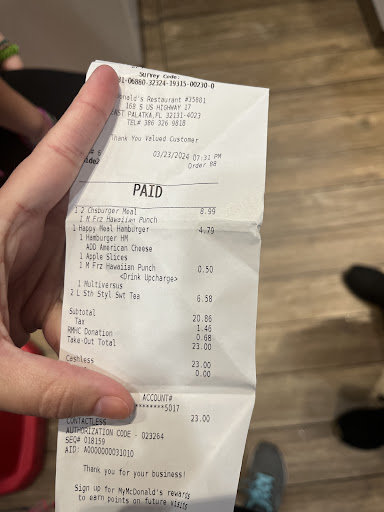 Survey Code:
-06880-32324-19315-00230-0
onald's Restaurant #35881
168 S US HIGHWAY 17
EAST PALATKA,FL 32131-4023
TEL# 386 326 9818
Thank You Valued Customer
# 6 03/23/2024 07:31 PM
Order 88
PAID
1 2 Chsburger Meal 8.99
1 M Frz Hawaiian Punch
1 Happy Meal Hamburger 4.79
1 Hamburger HM
ADD American Cheese
1 Apple Slices
1 M Frz Hawaiian Punch 0.50
<Drink Upcharge>
1 Multiversus
2 L Sth Styl Swt Tea 6.58
Subtotal 20.86
Tax 1.46
RMHC Donation 0.68
Take-Out Total 23.00
Cashless 23.00
0.00
ACCOUNT#
********5017
CONTACTLESS 23.00
AUTHORIZATION CODE - 023264
SEQ# 018159
AID: A0000000031010
Thank you for your business!
Sign up for MyMcDonald's rewards
to earn points on future visits